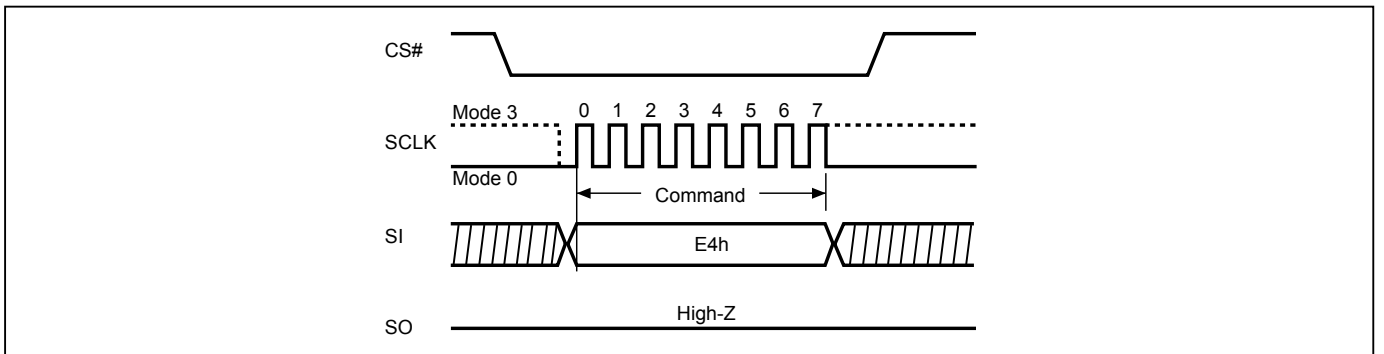 CS#
Mode 3 0 1 2 3 4 5 6 7
SCLK
Mode 0
Command
SI E4h
High-Z
SO